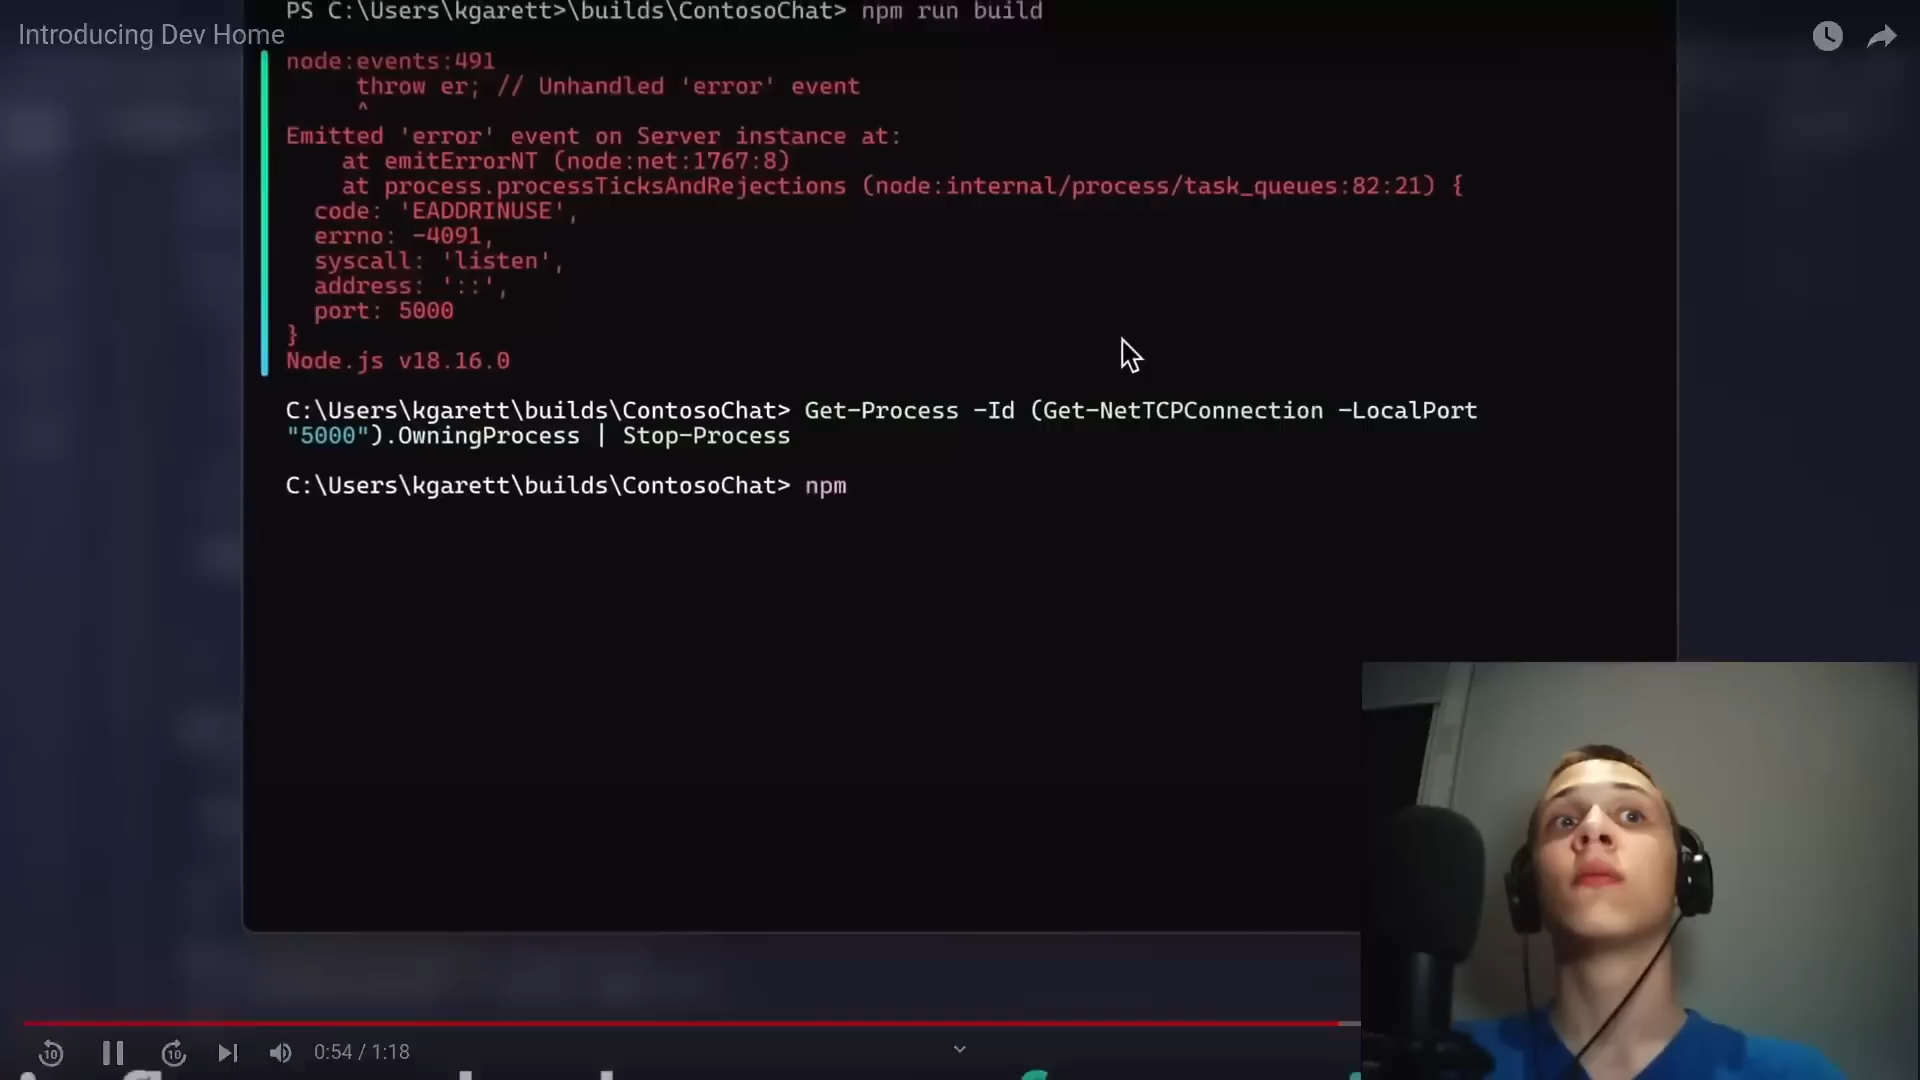 PS C:\Users\kgarett>\builds\ContosoChat> npm run build
Introducing Dev Home
node:events:491
throw er; // Unhandled 'error' event
^
Emitted 'error' event on Server instance at:
at emitErrorNT (node:net:1767:8)
at process.processTicksAndRejections (node:internal/process/task_queues:82:21) {
code: 'EADDRINUSE',
errno: -4091,
syscall: 'listen',
address: '::',
port: 5000
}
Node.js v18.16.0
C:\Users\kgarett\builds\ContosoChat> Get-Process -Id (Get-NetTCPConnection -LocalPort
"5000").OwningProcess | Stop-Process
C:\Users\kgarett\builds\ContosoChat> npm
10
10
0:54 / 1:18